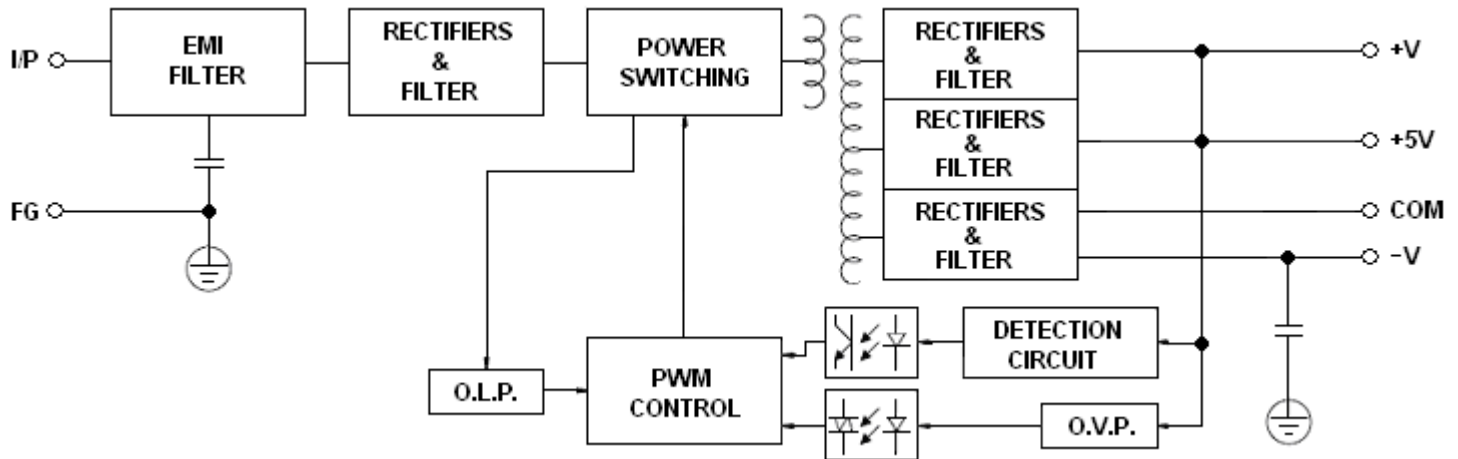 I/P
EMI
FILTER
RECTIFIERS
&
FILTER
POWER
SWITCHING
RECTIFIERS
&
FILTER
+V
RECTIFIERS
&
FILTER
+5V
FG
RECTIFIERS
&
FILTER
COM
−V
O.L.P.
PWM
CONTROL
DETECTION
CIRCUIT
O.V.P.